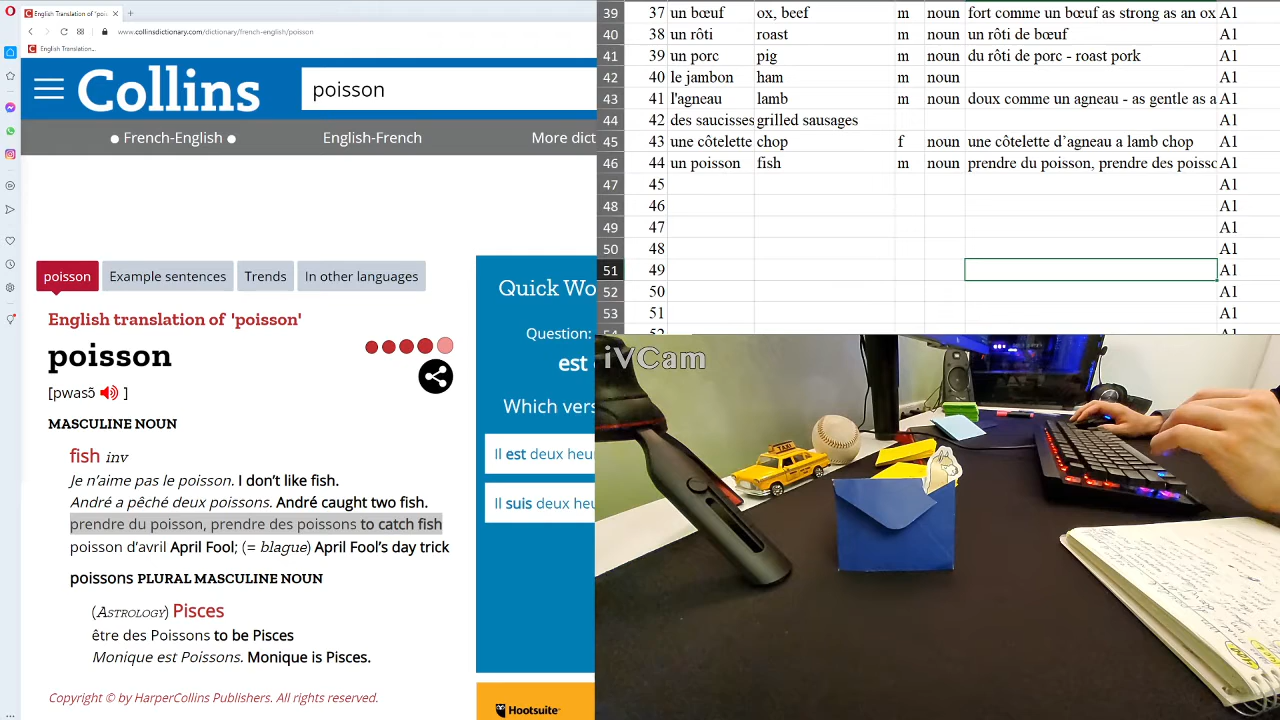 English Translation of 'poi
www.collinsdictionary.com/dictionary/french-english/poisson
English Translation...
Collins
poisson
French-English
English-French
More dict
poisson
Example sentences
Trends
In other languages
English translation of 'poisson'
poisson
[pwasɔ̃ ]
MASCULINE NOUN
fish inv
Je n'aime pas le poisson. I don't like fish.
André a pêché deux poissons. André caught two fish.
prendre du poisson, prendre des poissons to catch fish
poisson d'avril April Fool; (= blague) April Fool's day trick
poissons PLURAL MASCULINE NOUN
(ASTROLOGY) Pisces
être des Poissons to be Pisces
Monique est Poissons. Monique is Pisces.
Copyright © by HarperCollins Publishers. All rights reserved.
Quick Wo
Question:
est
Which vers
Il est deux heu
Il suis deux heu
Hootsuite
39 37 un bœuf ox, beef m noun fort comme un bœuf as strong as an ox A1
40 38 un rôti roast m noun un rôti de bœuf A1
41 39 un porc pig m noun du rôti de porc - roast pork A1
42 40 le jambon ham m noun A1
43 41 l'agneau lamb m noun doux comme un agneau - as gentle as a A1
44 42 des saucisses grilled sausages A1
45 43 une côtelette chop f noun une côtelette d'agneau a lamb chop A1
46 44 un poisson fish m noun prendre du poisson, prendre des poisso A1
47 45 A1
48 46 A1
49 47 A1
50 48 A1
51 49 A1
52 50 A1
53 51 A1
54 52 A1
iVCam
TAXI